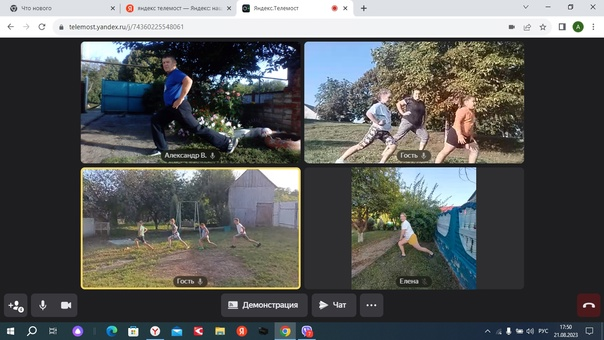 Что нового
яндекс телемост — Яндекс: наш
Яндекс.Телемост
telemost.yandex.ru/j/74360225548061
A
Александр В.
Гость
Гость
Елена
Демонстрация
Чат
РУС
17:50
21.08.2023